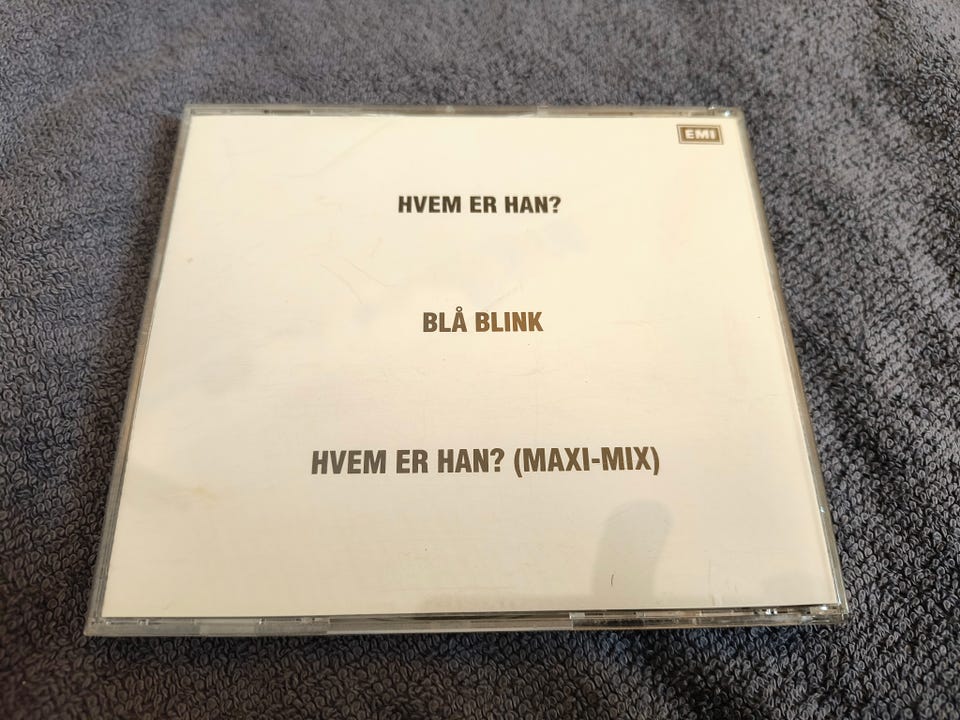 EMI
HVEM ER HAN?
BLÅ BLINK
HVEM ER HAN? (MAXI-MIX)